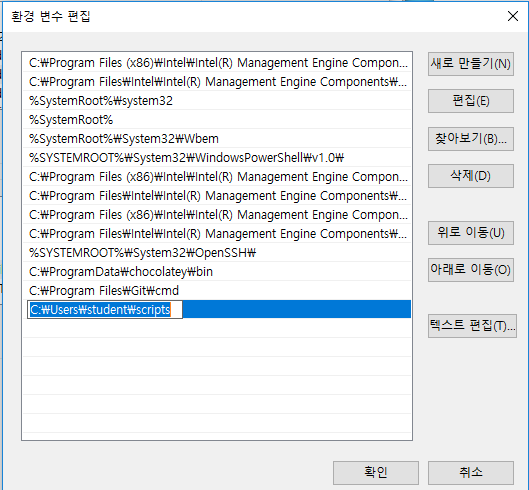 환경 변수 편집
C:₩Program Files (x86)₩Intel₩Intel(R) Management Engine Compon...
C:₩Program Files₩Intel₩Intel(R) Management Engine Components₩...
%SystemRoot%₩system32
%SystemRoot%
%SystemRoot%₩System32₩Wbem
%SYSTEMROOT%₩System32₩WindowsPowerShell₩v1.0₩
C:₩Program Files (x86)₩Intel₩Intel(R) Management Engine Compon...
C:₩Program Files₩Intel₩Intel(R) Management Engine Components₩...
C:₩Program Files (x86)₩Intel₩Intel(R) Management Engine Compon...
C:₩Program Files₩Intel₩Intel(R) Management Engine Components₩...
%SYSTEMROOT%₩System32₩OpenSSH₩
C:₩ProgramData₩chocolatey₩bin
C:₩Program Files₩Git₩cmd
C:₩Users₩student₩scripts
새로 만들기(N)
편집(E)
찾아보기(B)...
삭제(D)
위로 이동(U)
아래로 이동(O)
텍스트 편집(T)...
확인
취소